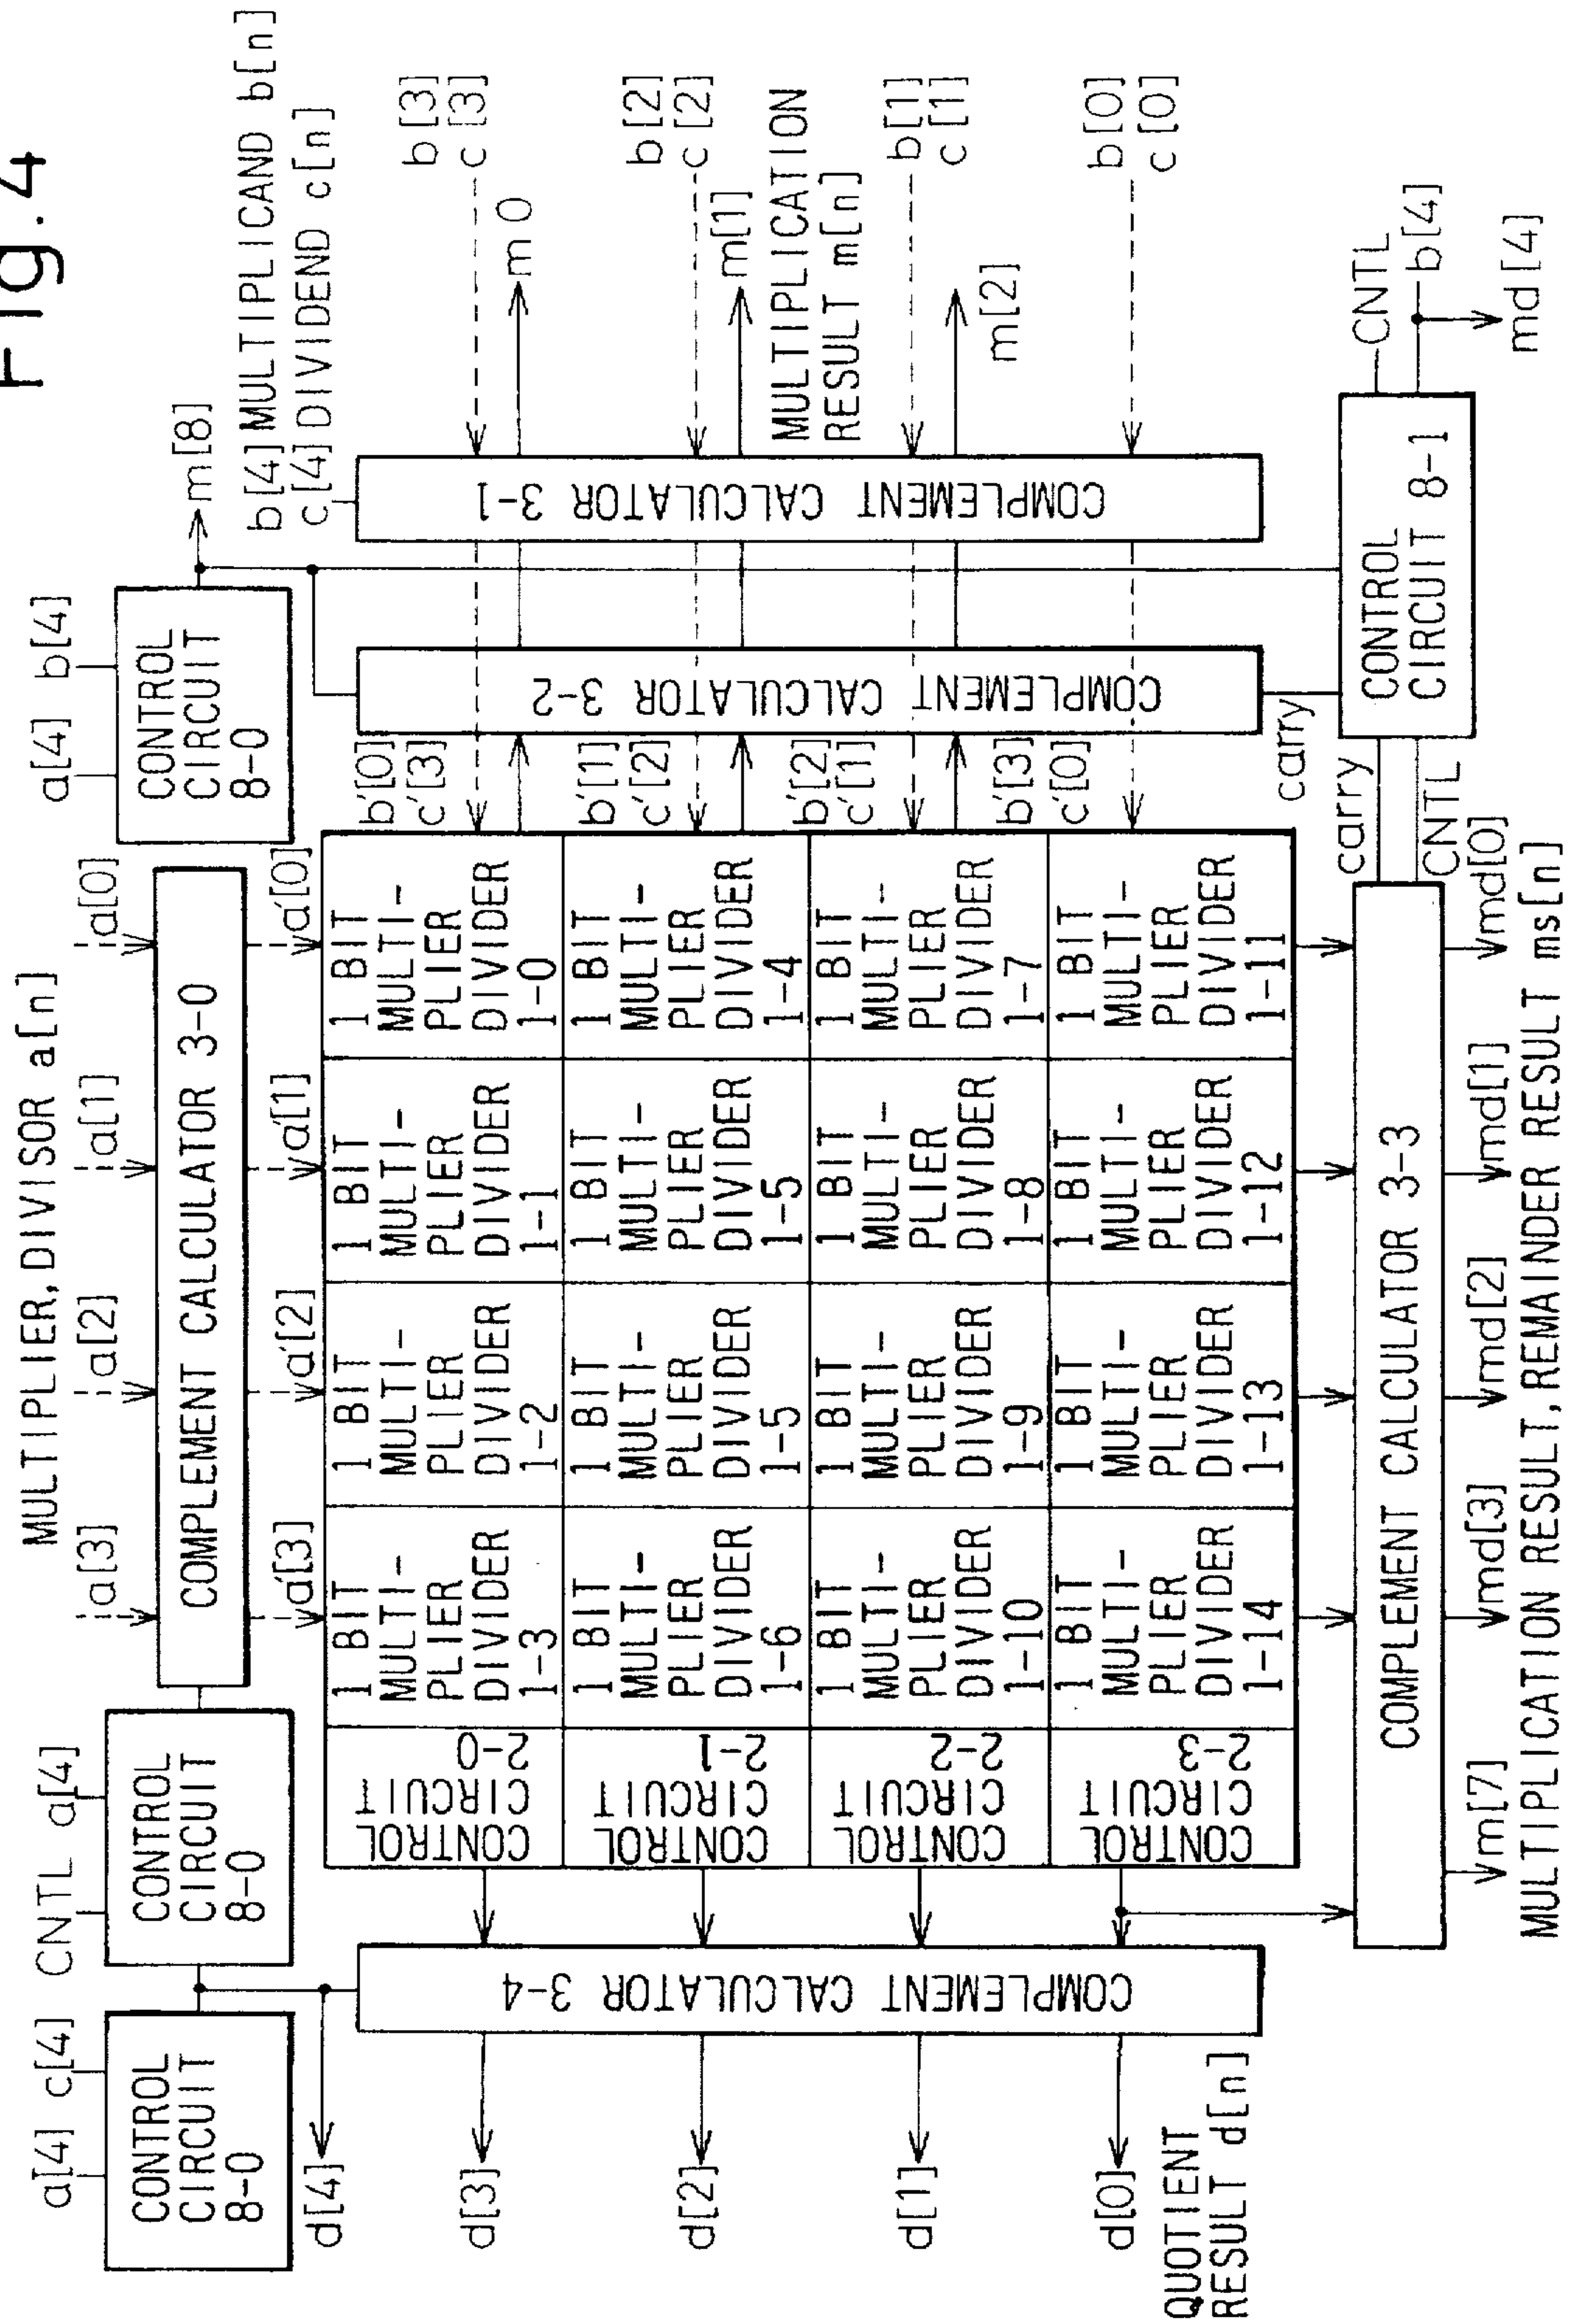 Fig.4
a[4] c[4]
CONTROL
CIRCUIT
8-0
CNTL a[4]
CONTROL
CIRCUIT
8-0
MULTIPLIER,DIVISOR a[n]
a[3]
a[2]
a[1]
a[0]
COMPLEMENT CALCULATOR 3-0
a'[3]
a'[2]
a'[1]
a'[0]
a[4] b[4]
CONTROL
CIRCUIT
8-0
m[8]
b[4] MULTIPLICAND b[n]
c[4] DIVIDEND c[n]
d[4]
d[3]
d[2]
d[1]
d[0]
QUOTIENT
RESULT d[n]
COMPLEMENT CALCULATOR 3-4
CONTROL
CIRCUIT
2-0
1 BIT
MULTI-
PLIER
DIVIDER
1-3
1 BIT
MULTI-
PLIER
DIVIDER
1-2
1 BIT
MULTI-
PLIER
DIVIDER
1-1
1 BIT
MULTI-
PLIER
DIVIDER
1-0
CONTROL
CIRCUIT
2-1
1 BIT
MULTI-
PLIER
DIVIDER
1-6
1 BIT
MULTI-
PLIER
DIVIDER
1-5
1 BIT
MULTI-
PLIER
DIVIDER
1-5
1 BIT
MULTI-
PLIER
DIVIDER
1-4
CONTROL
CIRCUIT
2-2
1 BIT
MULTI-
PLIER
DIVIDER
1-10
1 BIT
MULTI-
PLIER
DIVIDER
1-9
1 BIT
MULTI-
PLIER
DIVIDER
1-8
1 BIT
MULTI-
PLIER
DIVIDER
1-7
CONTROL
CIRCUIT
2-3
1 BIT
MULTI-
PLIER
DIVIDER
1-14
1 BIT
MULTI-
PLIER
DIVIDER
1-13
1 BIT
MULTI-
PLIER
DIVIDER
1-12
1 BIT
MULTI-
PLIER
DIVIDER
1-11
b'[0]
c'[3]
b'[1]
c'[2]
b'[2]
c'[1]
b'[3]
c'[0]
COMPLEMENT CALCULATOR 3-2
COMPLEMENT CALCULATOR 3-1
b[3]
c[3]
m0
b[2]
c[2]
m[1]
MULTIPLICATION
RESULT m[n]
b[1]
c[1]
m[2]
b[0]
c[0]
carry
carry
CNTL
CONTROL
CIRCUIT 8-1
CNTL
b[4]
md[4]
COMPLEMENT CALCULATOR 3-3
m[7]
md[3]
md[2]
md[1]
md[0]
MULTIPLICATION RESULT,REMAINDER RESULT ms[n]